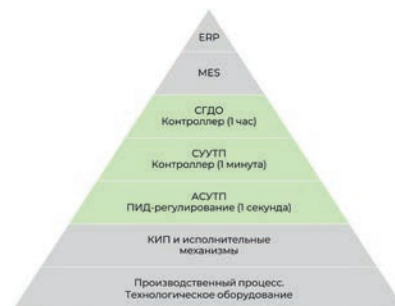 ERP
MES
СГДО
Контроллер (1 час)
СУУТП
Контроллер (1 минута)
АСУТП
ПИД-регулирование (1 секунда)
КИП и исполнительные
механизмы
Производственный процесс.
Технологическое оборудование